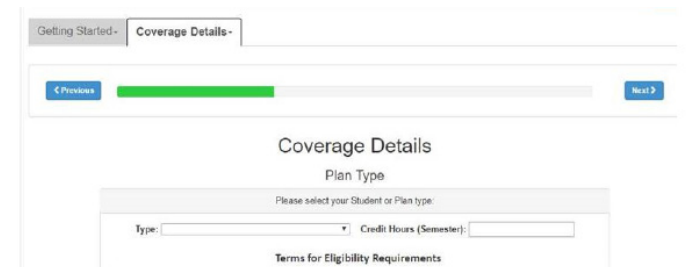 Getting Started- Coverage Details-
Previous Next
Coverage Details
Plan Type
Please select your Student or Plan type:
Type: Credit Hours (Semester):
Terms for Eligibility Requirements